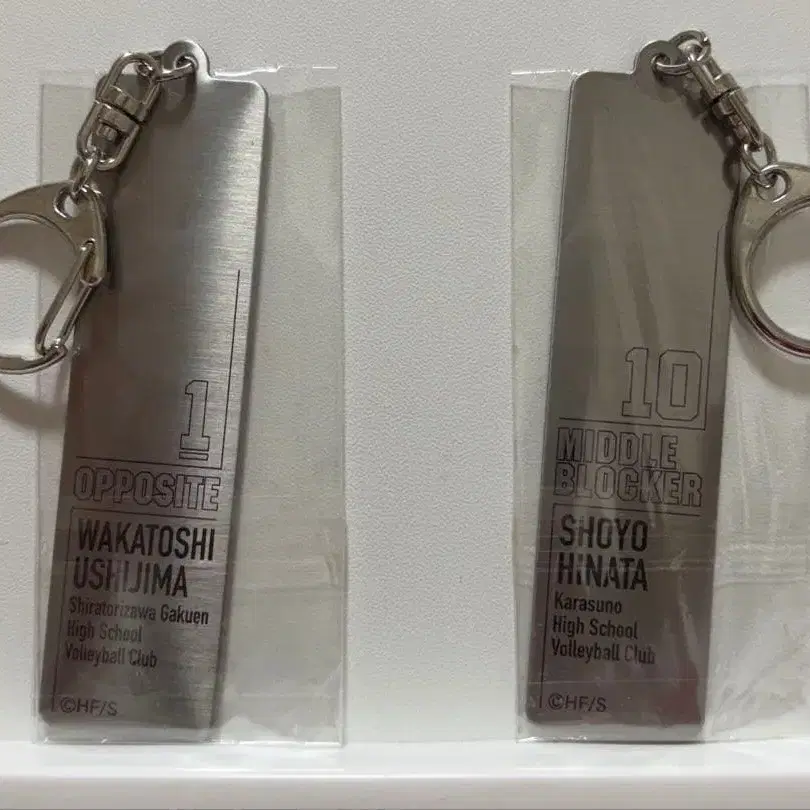 1
OPPOSITE
WAKATOSHI
USHIJIMA
Shiratorizawa Gakuen
High School
Volleyball Club
©HF/S
10
MIDDLE
BLOCKER
SHOYO
HINATA
Karasuno
High School
Volleyball Club
©HF/S